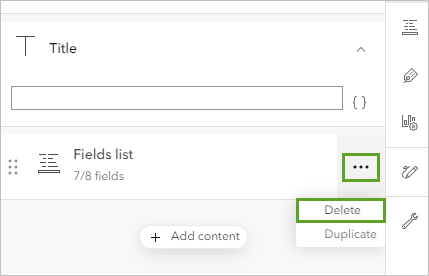 Title
{ }
Fields list
7/8 fields
Delete
Duplicate
+ Add content